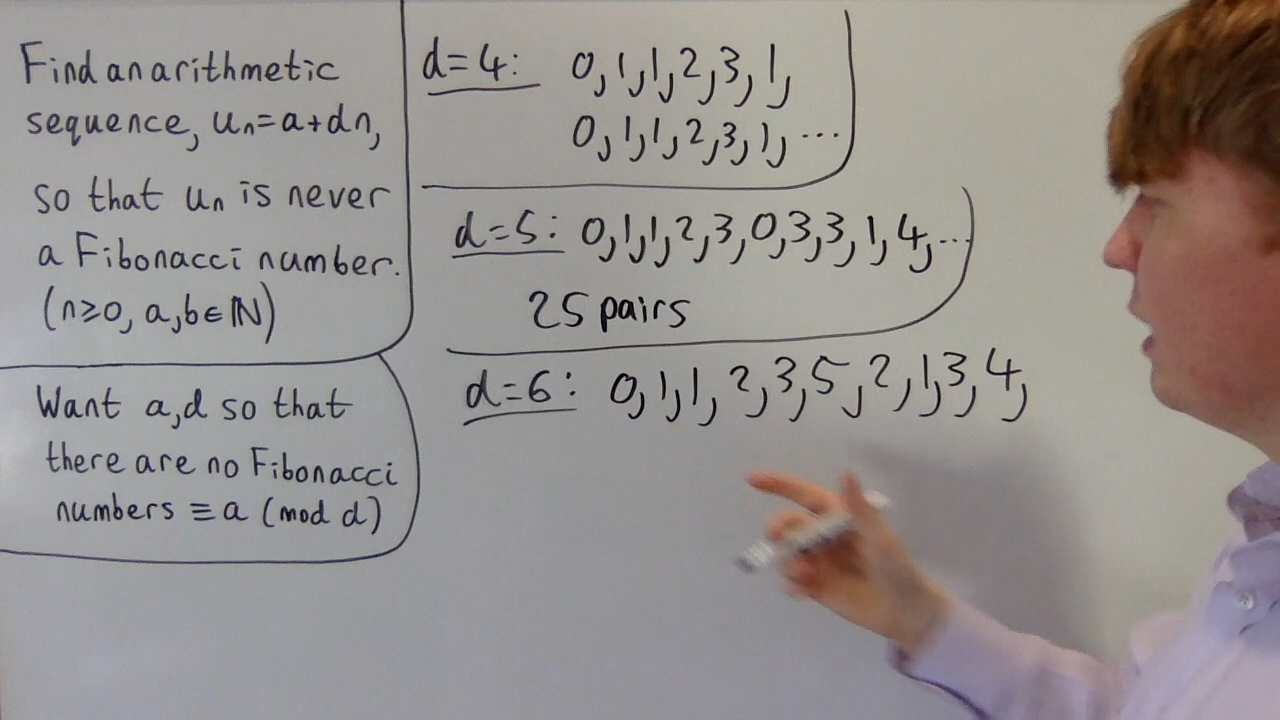 Find an arithmetic
sequence, uₙ=a+dn,
so that uₙ is never
a Fibonacci number.
(n≥0, a,b∈ℕ)
Want a,d so that
there are no Fibonacci
numbers ≡a (mod d)
d=4: 0,1,1,2,3,1,
0,1,1,2,3,1,...
d=5: 0,1,1,2,3,0,3,3,1,4,...
25 pairs
d=6: 0,1,1,2,3,5,2,1,3,4,